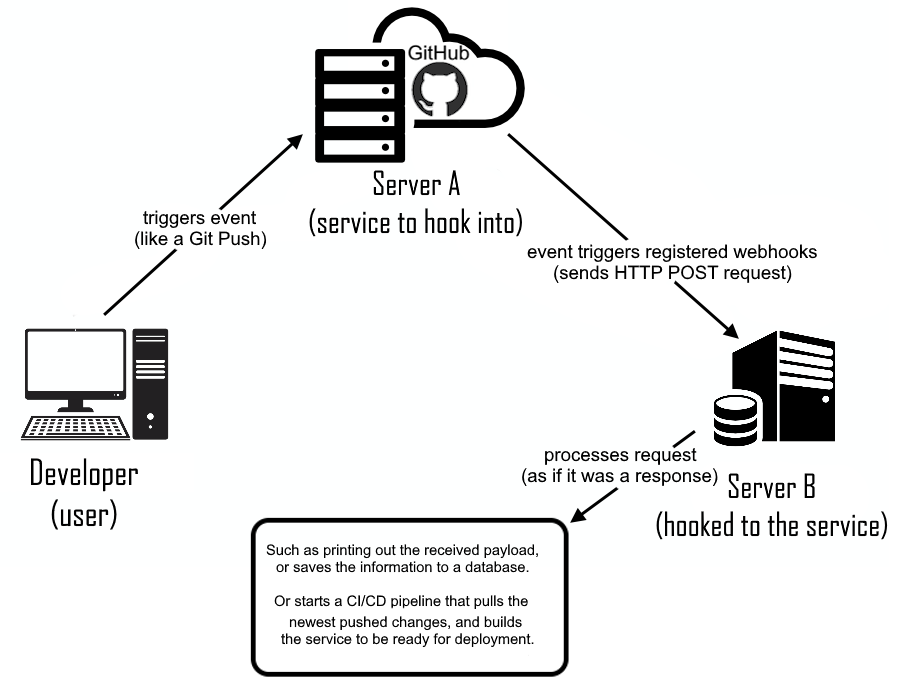 GitHub
Server A
(service to hook into)
triggers event
(like a Git Push)
event triggers registered webhooks
(sends HTTP POST request)
Developer
(user)
processes request
(as if it was a response)
Server B
(hooked to the service)
Such as printing out the received payload,
or saves the information to a database.
Or starts a CI/CD pipeline that pulls the
newest pushed changes, and builds
the service to be ready for deployment.